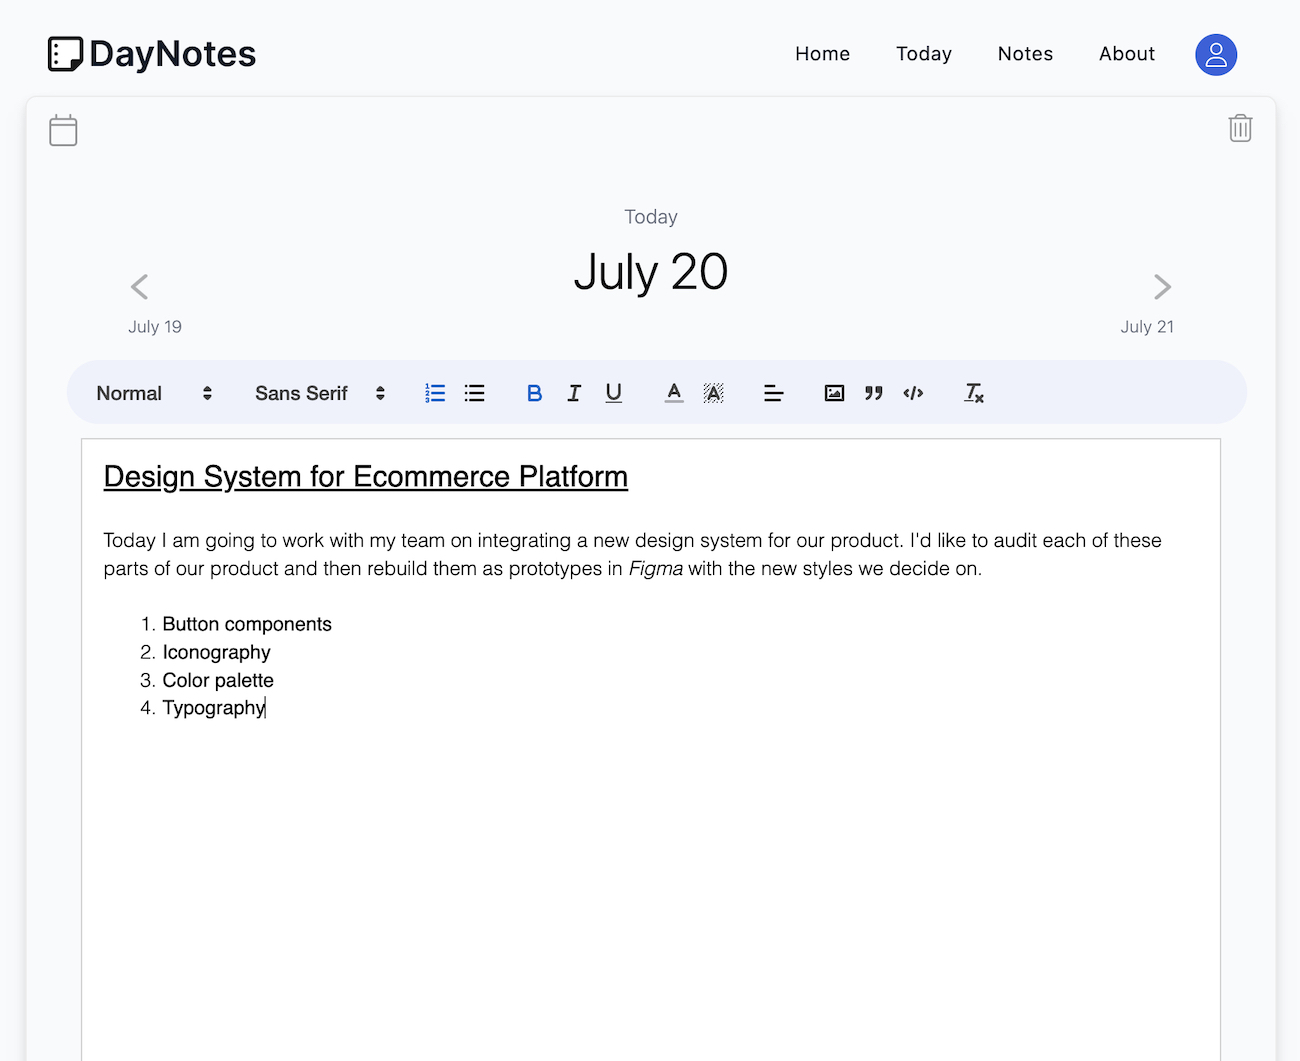 DayNotes
Home Today Notes About
Today
July 20
July 19 July 21
Normal Sans Serif
Design System for Ecommerce Platform
Today I am going to work with my team on integrating a new design system for our product. I'd like to audit each of these
parts of our product and then rebuild them as prototypes in Figma with the new styles we decide on.
1. Button components
2. Iconography
3. Color palette
4. Typography